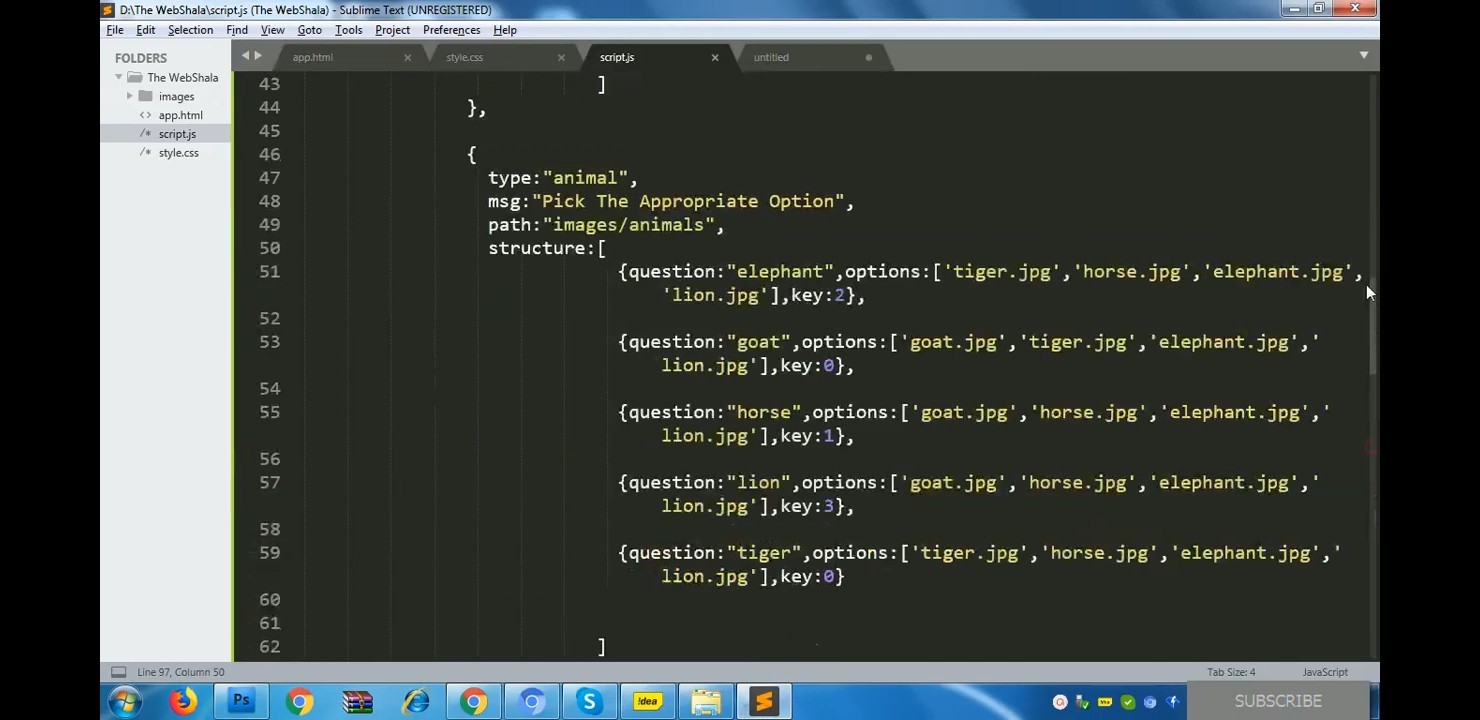 D:\The WebShala\script.js (The WebShala) - Sublime Text (UNREGISTERED)
File Edit Selection Find View Goto Tools Project Preferences Help
FOLDERS
The WebShala
images
app.html
script.js
style.css
app.html style.css script.js untitled
43 ]
44 },
45
46 {
47 type:"animal",
48 msg:"Pick The Appropriate Option",
49 path:"images/animals",
50 structure:[
51 {question:"elephant",options:['tiger.jpg','horse.jpg','elephant.jpg',
'lion.jpg'],key:2},
52
53 {question:"goat",options:['goat.jpg','tiger.jpg','elephant.jpg','
lion.jpg'],key:0},
54
55 {question:"horse",options:['goat.jpg','horse.jpg','elephant.jpg','
lion.jpg'],key:1},
56
57 {question:"lion",options:['goat.jpg','horse.jpg','elephant.jpg','
lion.jpg'],key:3},
58
59 {question:"tiger",options:['tiger.jpg','horse.jpg','elephant.jpg','
lion.jpg'],key:0}
60
61
62 ]
Line 97, Column 50 Tab Size: 4 JavaScript
Ps
S
!dea
SUBSCRIBE